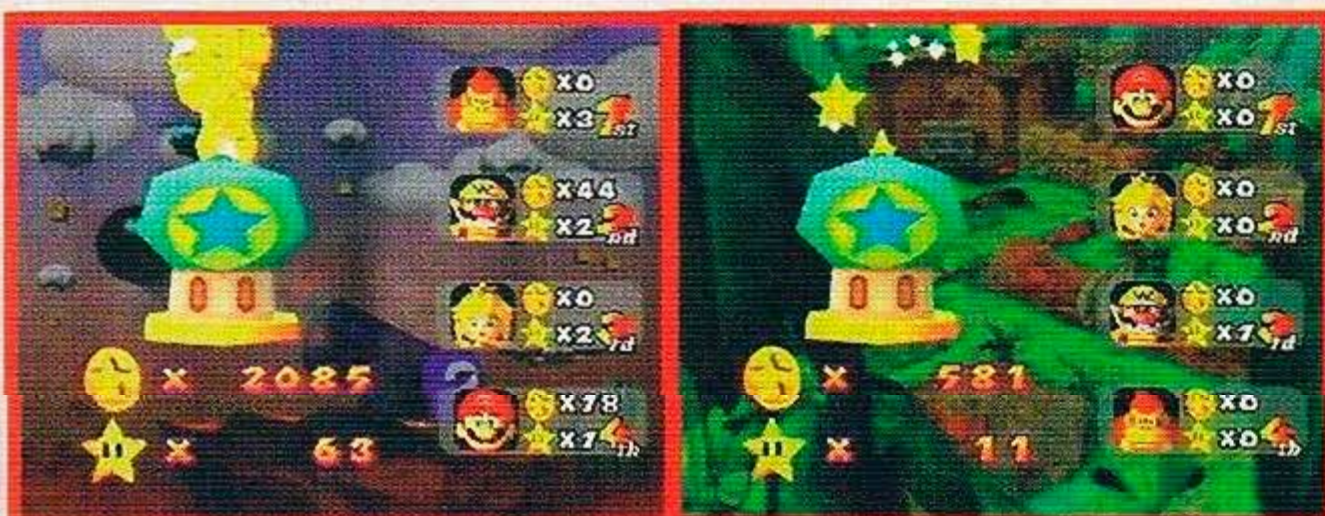 X0
X3 1st
X44
X2 2nd
X0
X2 3rd
X 2085
X18
X1 4th
X 63
X0
X0 1st
X0
X0 2nd
X0
X1 3rd
X 581
X0
X0 4th
X 11